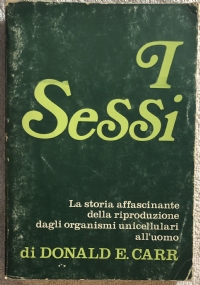 I
Sessi
La storia affascinante
della riproduzione
dagli organismi unicellulari
all'uomo
di DONALD E. CARR